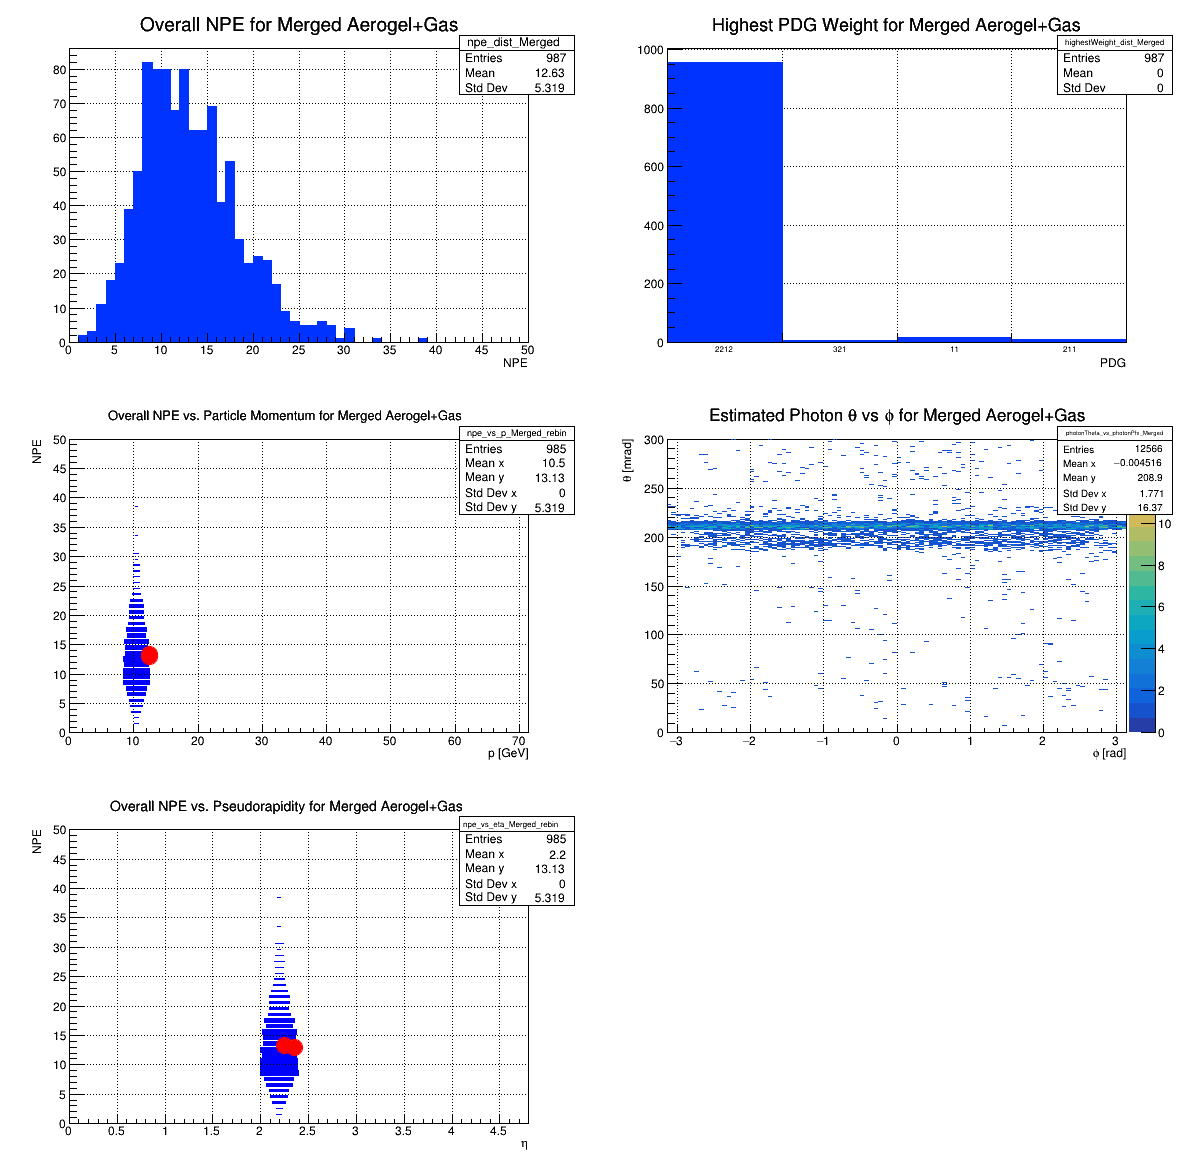 Overall NPE for Merged Aerogel+Gas
npe_dist_Merged
Entries 987
Mean 12.63
Std Dev 5.319
80
70
60
50
40
30
20
10
0
0 5 10 15 20 25 30 35 40 45 50
NPE
Highest PDG Weight for Merged Aerogel+Gas
highestWeight_dist_Merged
Entries 987
Mean 0
Std Dev 0
1000
800
600
400
200
0
2212 321 11 211
PDG
Overall NPE vs. Particle Momentum for Merged Aerogel+Gas
npe_vs_p_Merged_rebin
Entries 985
Mean x 10.5
Mean y 13.13
Std Dev x 0
Std Dev y 5.319
NPE
50
45
40
35
30
25
20
15
10
5
0
0 10 20 30 40 50 60 70
p [GeV]
Estimated Photon θ vs ϕ for Merged Aerogel+Gas
photonTheta_vs_photonPhi_Merged
Entries 12566
Mean x −0.004516
Mean y 208.9
Std Dev x 1.771
Std Dev y 16.37
θ [mrad]
300
250
200
150
100
50
0
−3 −2 −1 0 1 2 3
ϕ [rad]
10
8
6
4
2
0
Overall NPE vs. Pseudorapidity for Merged Aerogel+Gas
npe_vs_eta_Merged_rebin
Entries 985
Mean x 2.2
Mean y 13.13
Std Dev x 0
Std Dev y 5.319
NPE
50
45
40
35
30
25
20
15
10
5
0
0 0.5 1 1.5 2 2.5 3 3.5 4 4.5
η